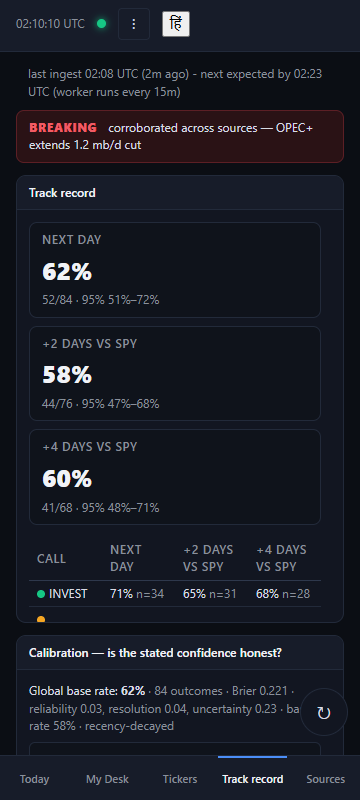 02:10:10 UTC
हिं
last ingest 02:08 UTC (2m ago) - next expected by 02:23
UTC (worker runs every 15m)
BREAKING corroborated across sources — OPEC+
extends 1.2 mb/d cut
Track record
NEXT DAY
62%
52/84 · 95% 51%–72%
+2 DAYS VS SPY
58%
44/76 · 95% 47%–68%
+4 DAYS VS SPY
60%
41/68 · 95% 48%–71%
CALL NEXT DAY +2 DAYS VS SPY +4 DAYS VS SPY
INVEST 71% n=34 65% n=31 68% n=28
Calibration — is the stated confidence honest?
Global base rate: 62% · 84 outcomes · Brier 0.221 ·
reliability 0.03, resolution 0.04, uncertainty 0.23 ·
rate 58% · recency-decayed
Today My Desk Tickers Track record Sources